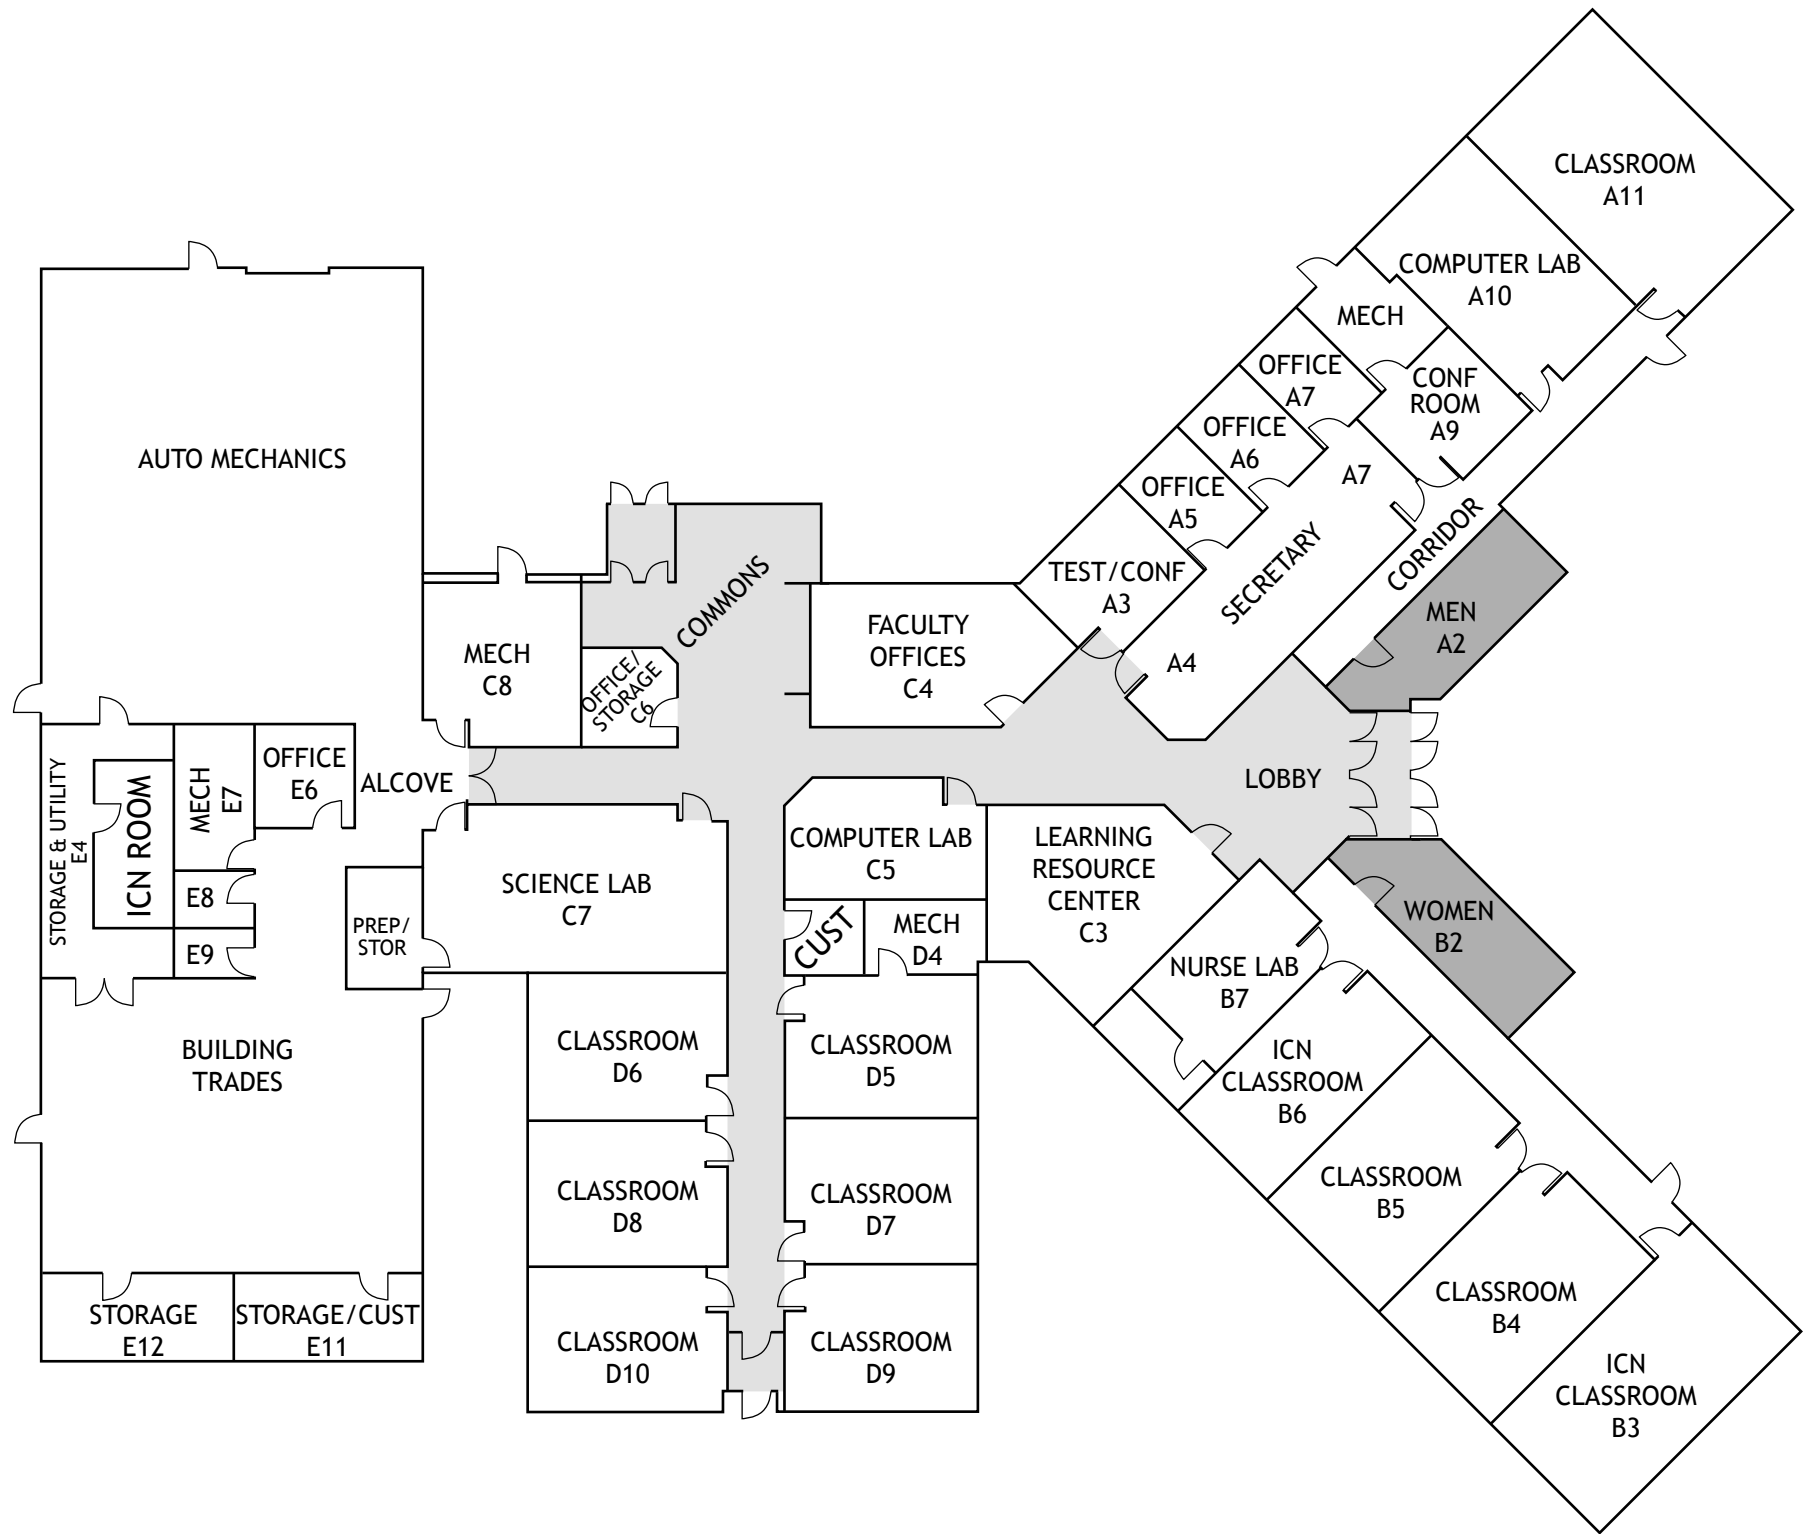 CLASSROOM
A11
COMPUTER LAB
A10
MECH
OFFICE
A7
CONF
ROOM
A9
OFFICE
A6
A7
OFFICE
A5
TEST/CONF
A3
SECRETARY
A4
CORRIDOR
MEN
A2
AUTO MECHANICS
COMMONS
FACULTY
OFFICES
C4
MECH
C8
OFFICE/
STORAGE
C6
LOBBY
ALCOVE
OFFICE
E6
MECH
E7
STORAGE & UTILITY
E4
ICN ROOM
E8
E9
PREP/
STOR
SCIENCE LAB
C7
COMPUTER LAB
C5
CUST
MECH
D4
LEARNING
RESOURCE
CENTER
C3
WOMEN
B2
NURSE LAB
B7
ICN
CLASSROOM
B6
CLASSROOM
B5
CLASSROOM
B4
ICN
CLASSROOM
B3
BUILDING
TRADES
CLASSROOM
D6
CLASSROOM
D5
CLASSROOM
D8
CLASSROOM
D7
CLASSROOM
D10
CLASSROOM
D9
STORAGE
E12
STORAGE/CUST
E11